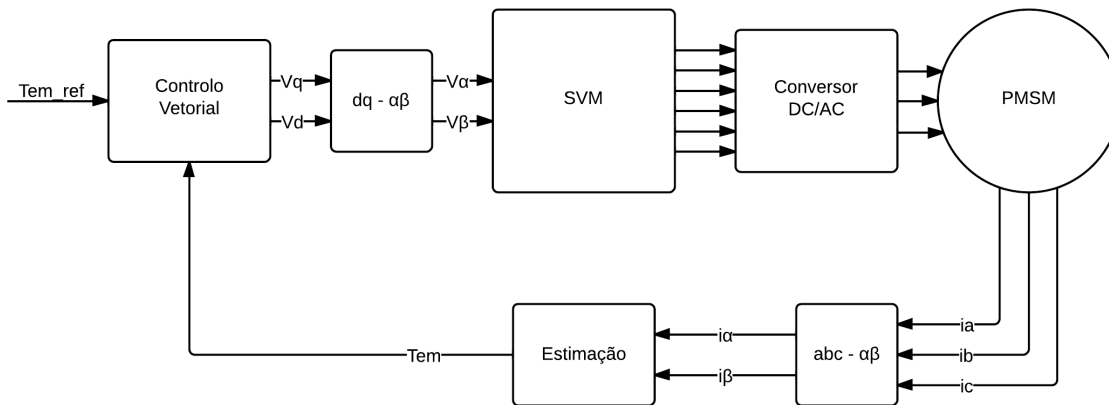 Tem_ref
Controlo
Vetorial
Vq
Vd
dq - αβ
Vα
Vβ
SVM
Conversor
DC/AC
PMSM
ia
ib
ic
abc - αβ
iα
iβ
Estimação
Tem